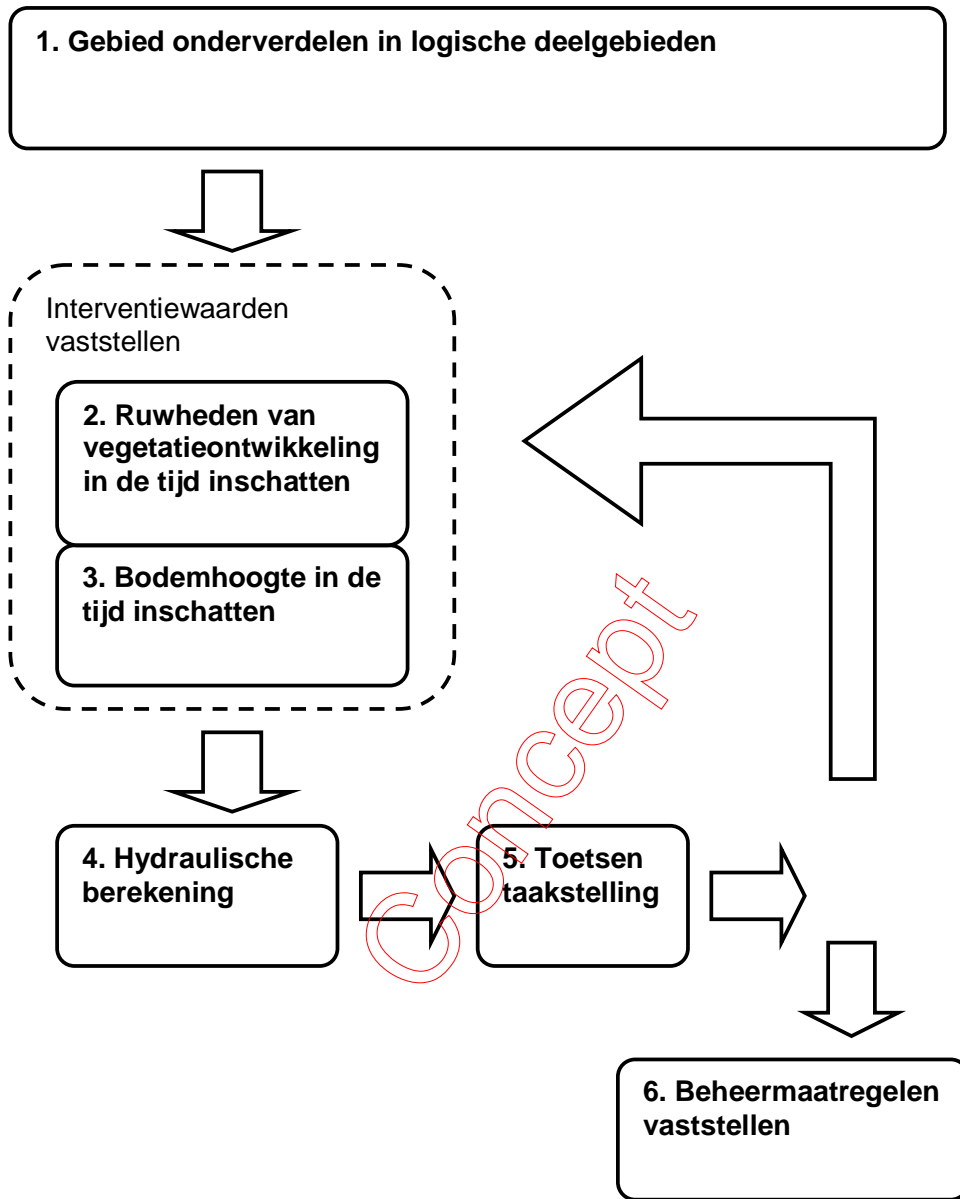 1. Gebied onderverdelen in logische deelgebieden
Interventiewaarden
vaststellen
2. Ruwheden van
vegetatieontwikkeling
in de tijd inschatten
3. Bodemhoogte in de
tijd inschatten
Concept
4. Hydraulische
berekening
5. Toetsen
taakstelling
6. Beheermaatregelen
vaststellen